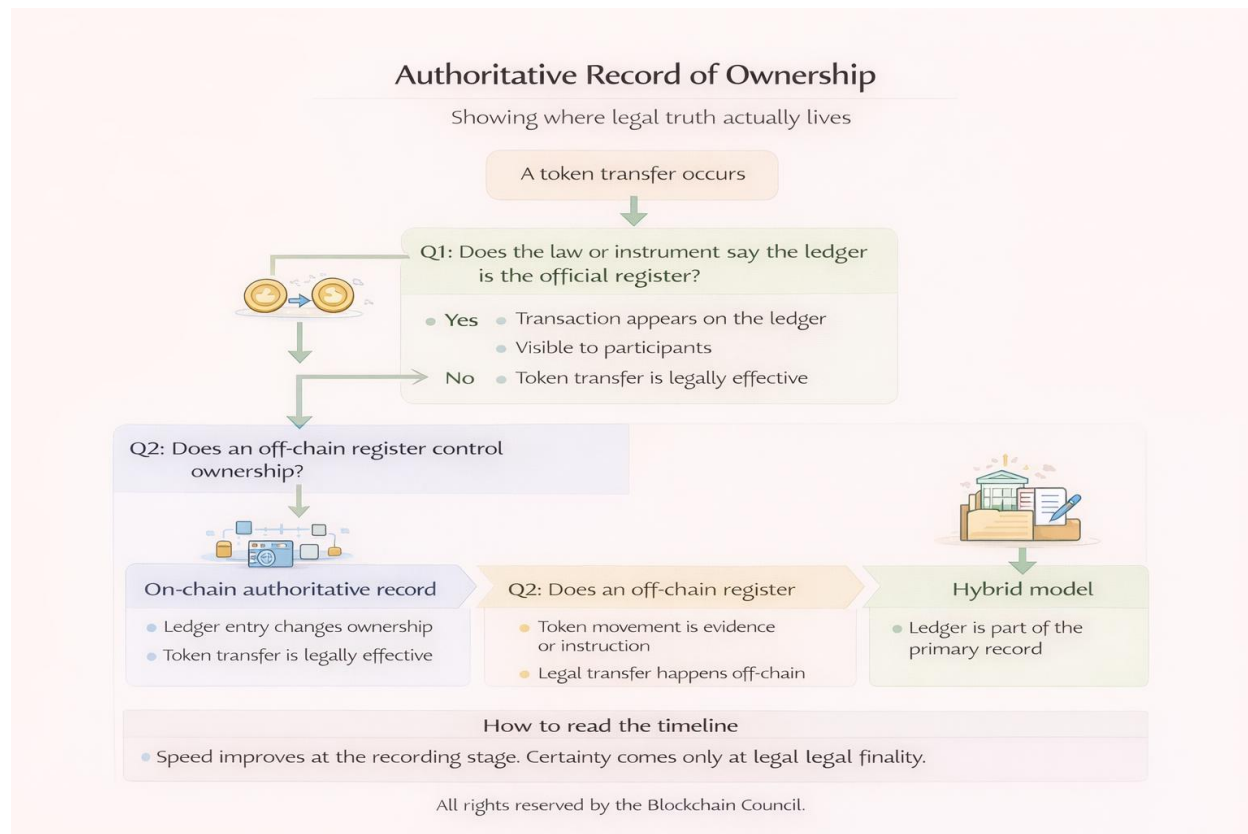 Authoritative Record of Ownership
Showing where legal truth actually lives
A token transfer occurs
Q1: Does the law or instrument say the ledger
is the official register?
Yes
Transaction appears on the ledger
Visible to participants
No
Token transfer is legally effective
Q2: Does an off-chain register control
ownership?
On-chain authoritative record
Ledger entry changes ownership
Token transfer is legally effective
Q2: Does an off-chain register
Token movement is evidence
or instruction
Legal transfer happens off-chain
Hybrid model
Ledger is part of the
primary record
How to read the timeline
Speed improves at the recording stage. Certainty comes only at legal legal finality.
All rights reserved by the Blockchain Council.